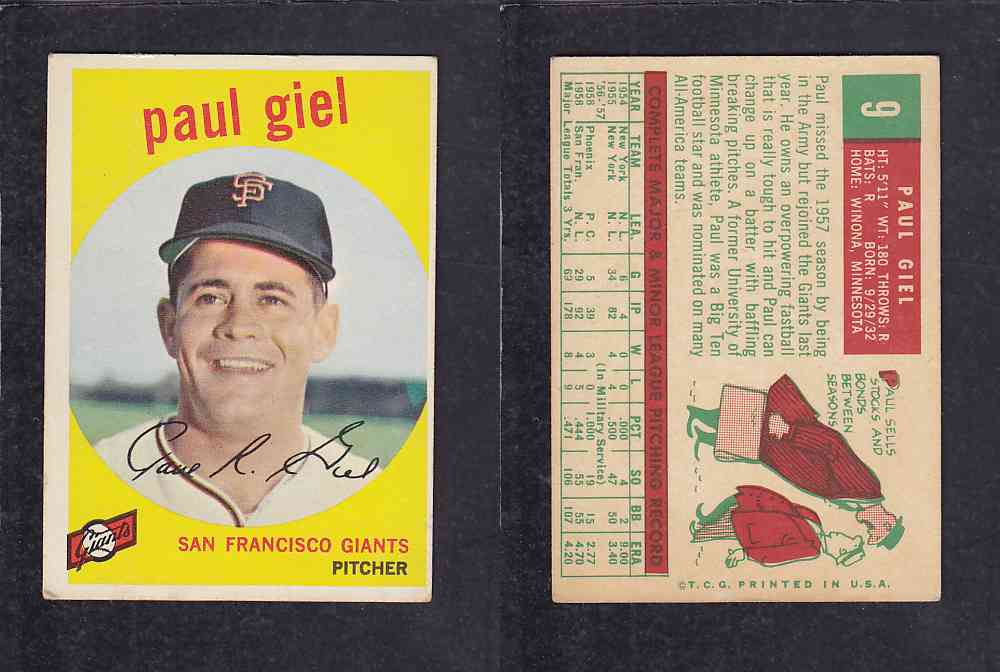 paul giel
SF
Paul R. Giel
Giants
SAN FRANCISCO GIANTS
PITCHER
9
PAUL GIEL
HT: 5'11" WT: 180 THROWS: R
BATS: R BORN: 9/29/32
HOME: WINONA, MINNESOTA
Paul missed the 1957 season by being
in the Army but rejoined the Giants last
year. He owns an overpowering fastball
that is really tough to hit and Paul can
change up on a batter with baffling
breaking pitches. A former University of
Minnesota athlete, Paul was a Big Ten
football star and was nominated on many
All-America teams.
PAUL SELLS
STOCKS AND
BONDS
BETWEEN
SEASONS
COMPLETE MAJOR & MINOR LEAGUE PITCHING RECORD
YEAR TEAM LEA. G IP W L PCT SO BB ERA
1954 New York N. L. 6 4 0 0 .000 4 2 9.00
1955 New York N. L. 34 82 4 4 .500 47 50 3.40
'56-'57 (In Military Service)
1958 Phoenix P. C. 5 39 3 0 1.000 19 15 2.77
1958 San Fran. N. L. 29 92 4 5 .444 55 55 4.70
Major League Totals 3 Yrs. 69 178 8 9 .471 106 107 4.20
©T.C.G. PRINTED IN U.S.A.